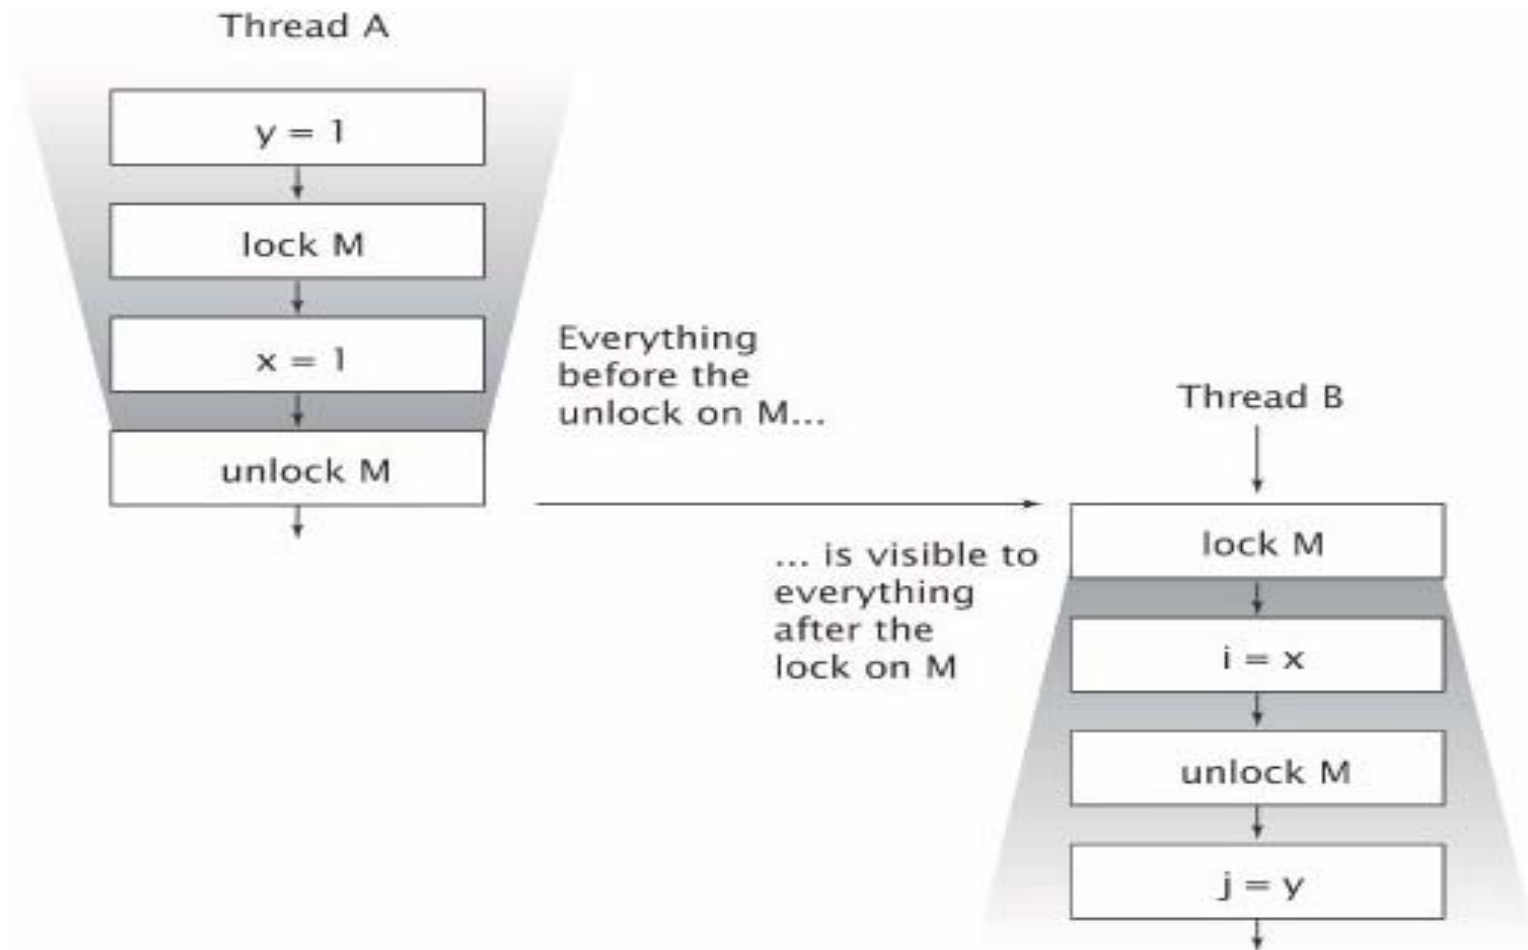 Thread A
y = 1
lock M
x = 1
unlock M
Everything
before the
unlock on M...
Thread B
lock M
... is visible to
everything
after the
lock on M
i = x
unlock M
j = y